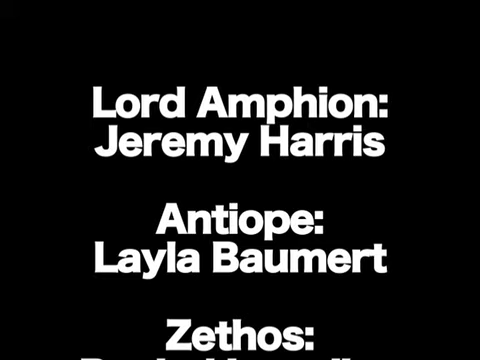 Lord Amphion:
Jeremy Harris
Antiope:
Layla Baumert
Zethos: